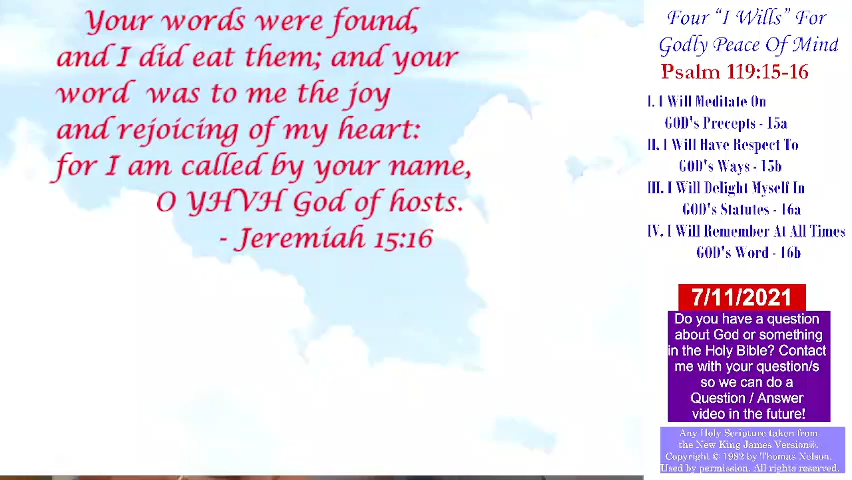 Your words were found,
and I did eat them; and your
word was to me the joy
and rejoicing of my heart:
for I am called by your name,
O YHVH God of hosts.
- Jeremiah 15:16
Four "I Wills" For
Godly Peace Of Mind
Psalm 119:15-16
I. I Will Meditate On
GOD's Precepts - 15a
II. I Will Have Respect To
GOD's Ways - 15b
III. I Will Delight Myself In
GOD's Statutes - 16a
IV. I Will Remember At All Times
GOD's Word - 16b
7/11/2021
Do you have a question
about God or something
in the Holy Bible? Contact
me with your question/s
so we can do a
Question / Answer
video in the future!
Any Holy Scripture taken from
the New King James Version®.
Copyright © 1982 by Thomas Nelson.
Used by permission. All rights reserved.